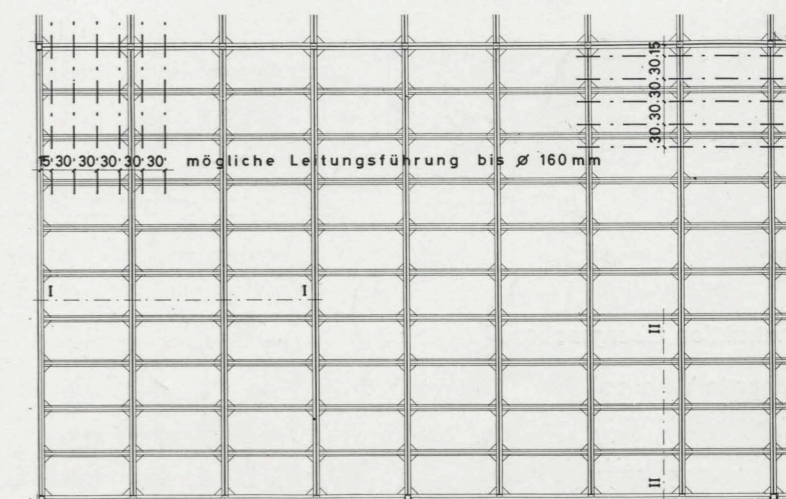 15·30·30·30·30·30·
mögliche Leitungsführung bis ∅ 160 mm
30.30.30.30.15
I
I
II
II